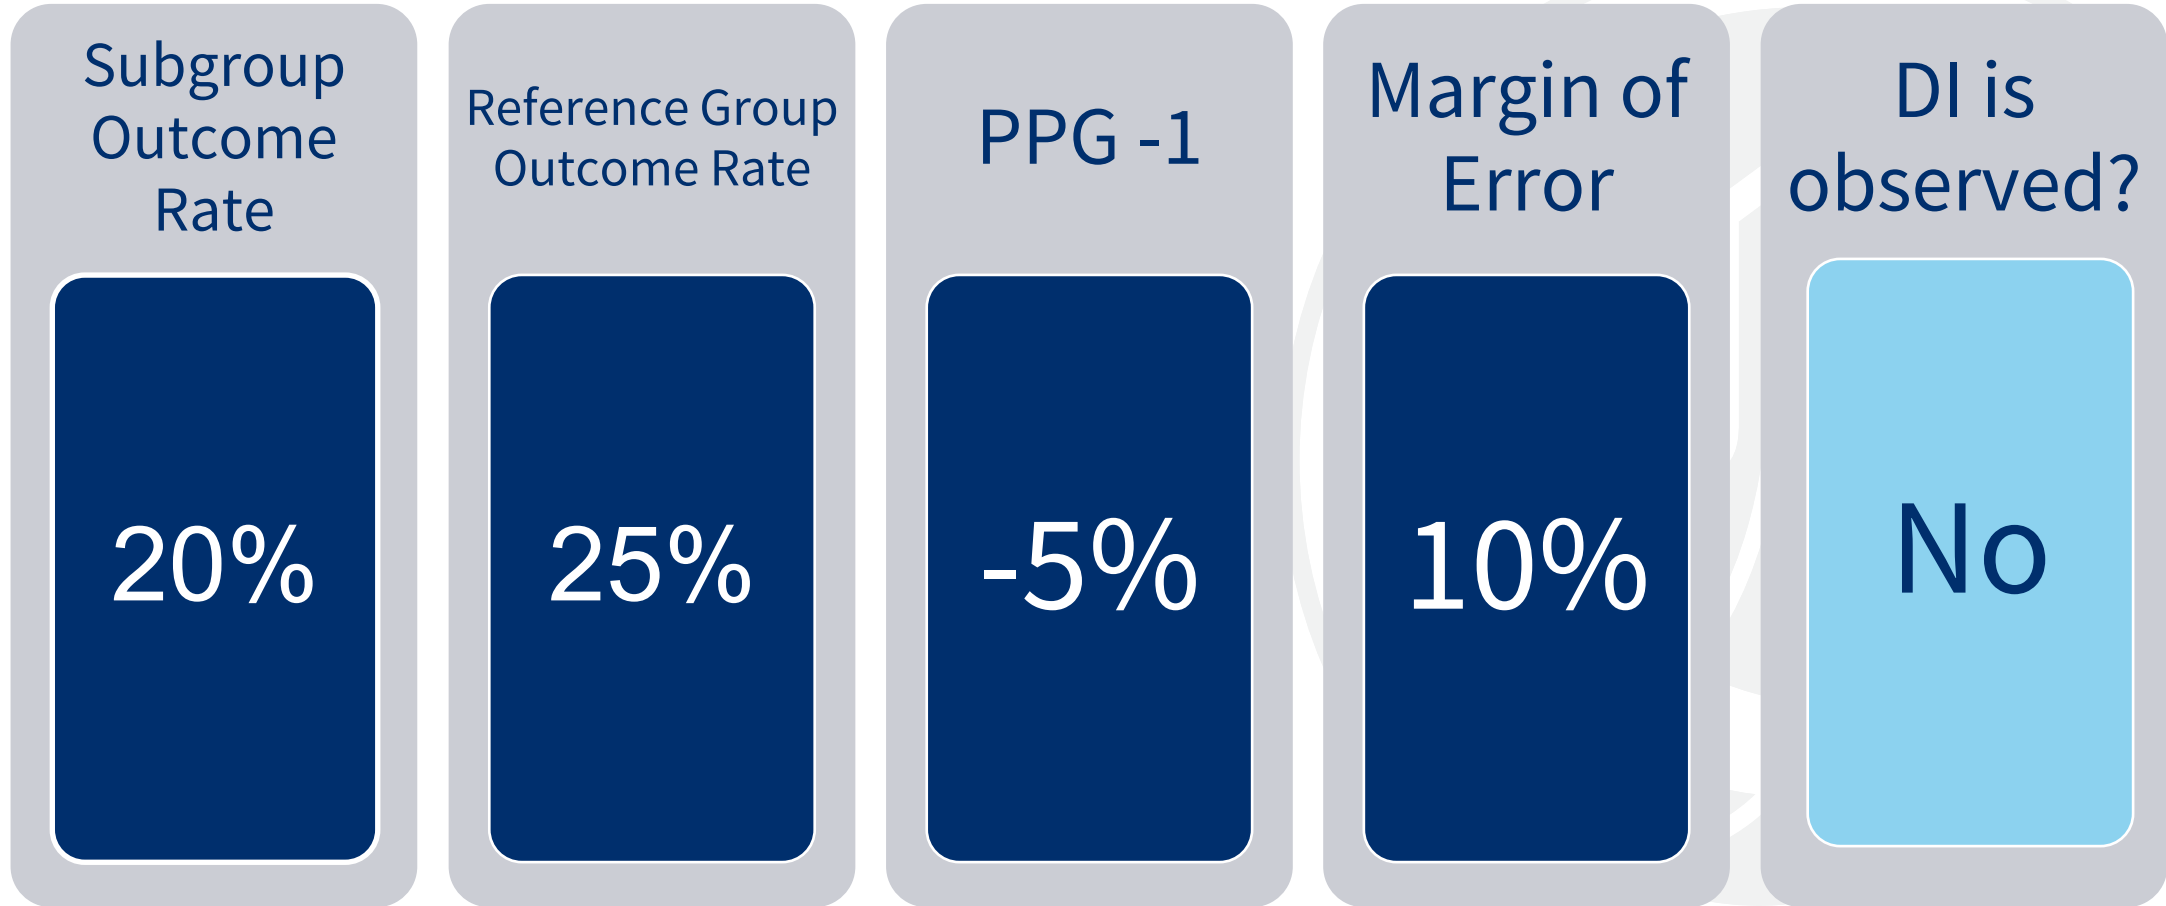 Subgroup
Outcome
Rate
20%
Reference Group
Outcome Rate
25%
PPG -1
-5%
Margin of
Error
10%
DI is
observed?
No